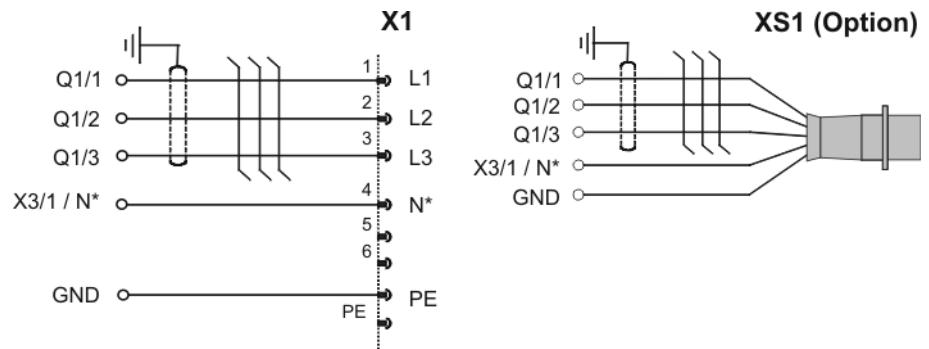 X1
1
Q1/1
L1
2
Q1/2
L2
3
Q1/3
L3
4
X3/1 / N*
N*
5
6
GND
PE
PE
XS1 (Option)
Q1/1
Q1/2
Q1/3
X3/1 / N*
GND